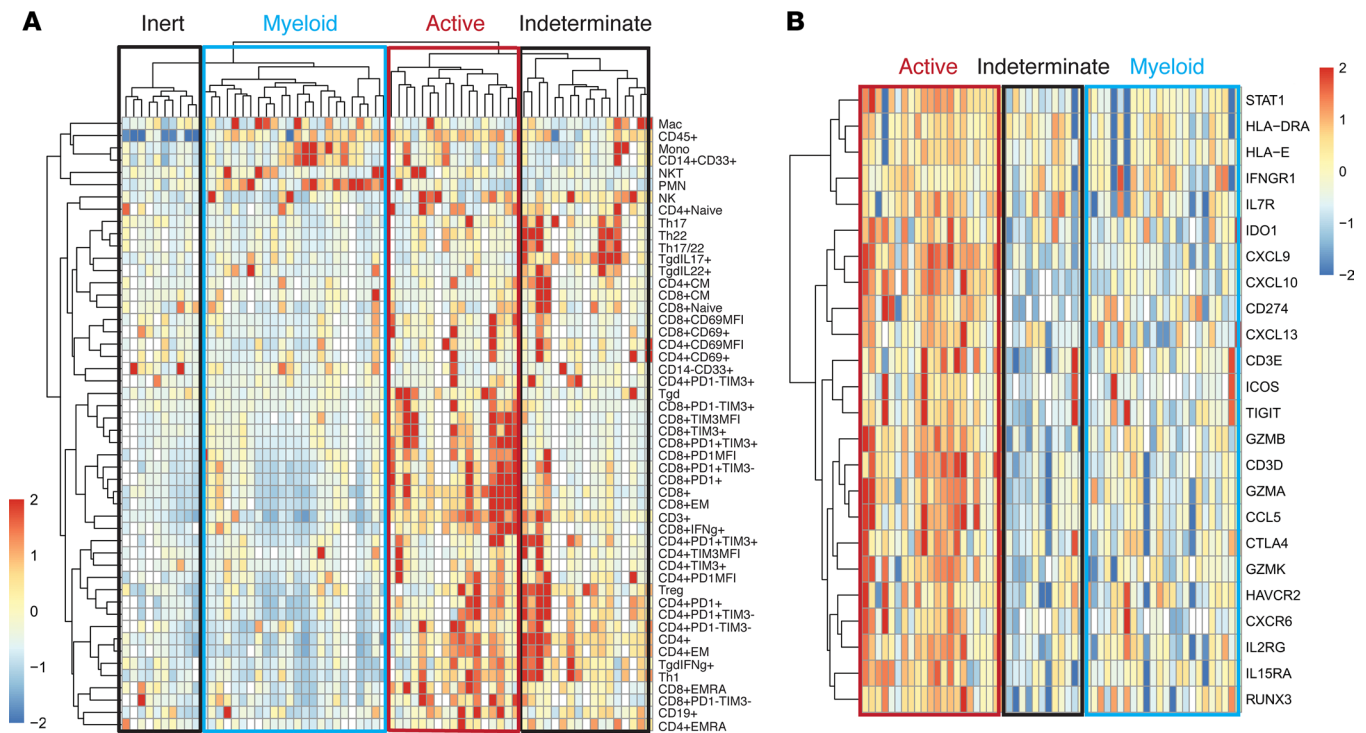 A
Inert Myeloid Active Indeterminate
Mac
CD45+
Mono
CD14+CD33+
NKT
PMN
NK
CD4+Naive
Th17
Th22
Th17/22
TgdIL17+
TgdIL22+
CD4+CM
CD8+CM
CD8+Naive
CD8+CD69MFI
CD8+CD69+
CD4+CD69MFI
CD4+CD69+
CD14-CD33+
CD4+PD1-TIM3+
Tgd
CD8+PD1-TIM3+
CD8+TIM3MFI
CD8+TIM3+
CD8+PD1+TIM3+
CD8+PD1MFI
CD8+PD1+TIM3-
CD8+PD1+
CD8+
CD8+EM
CD3+
CD8+IFNg+
CD4+PD1+TIM3+
CD4+TIM3MFI
CD4+TIM3+
CD4+PD1MFI
Treg
CD4+PD1+
CD4+PD1+TIM3-
CD4+PD1-TIM3-
CD4+
CD4+EM
TgdIFNg+
Th1
CD8+EMRA
CD8+PD1-TIM3-
CD19+
CD4+EMRA
2
1
0
−1
−2
B
Active Indeterminate Myeloid
STAT1
HLA−DRA
HLA−E
IFNGR1
IL7R
IDO1
CXCL9
CXCL10
CD274
CXCL13
CD3E
ICOS
TIGIT
GZMB
CD3D
GZMA
CCL5
CTLA4
GZMK
HAVCR2
CXCR6
IL2RG
IL15RA
RUNX3
2
1
0
−1
−2